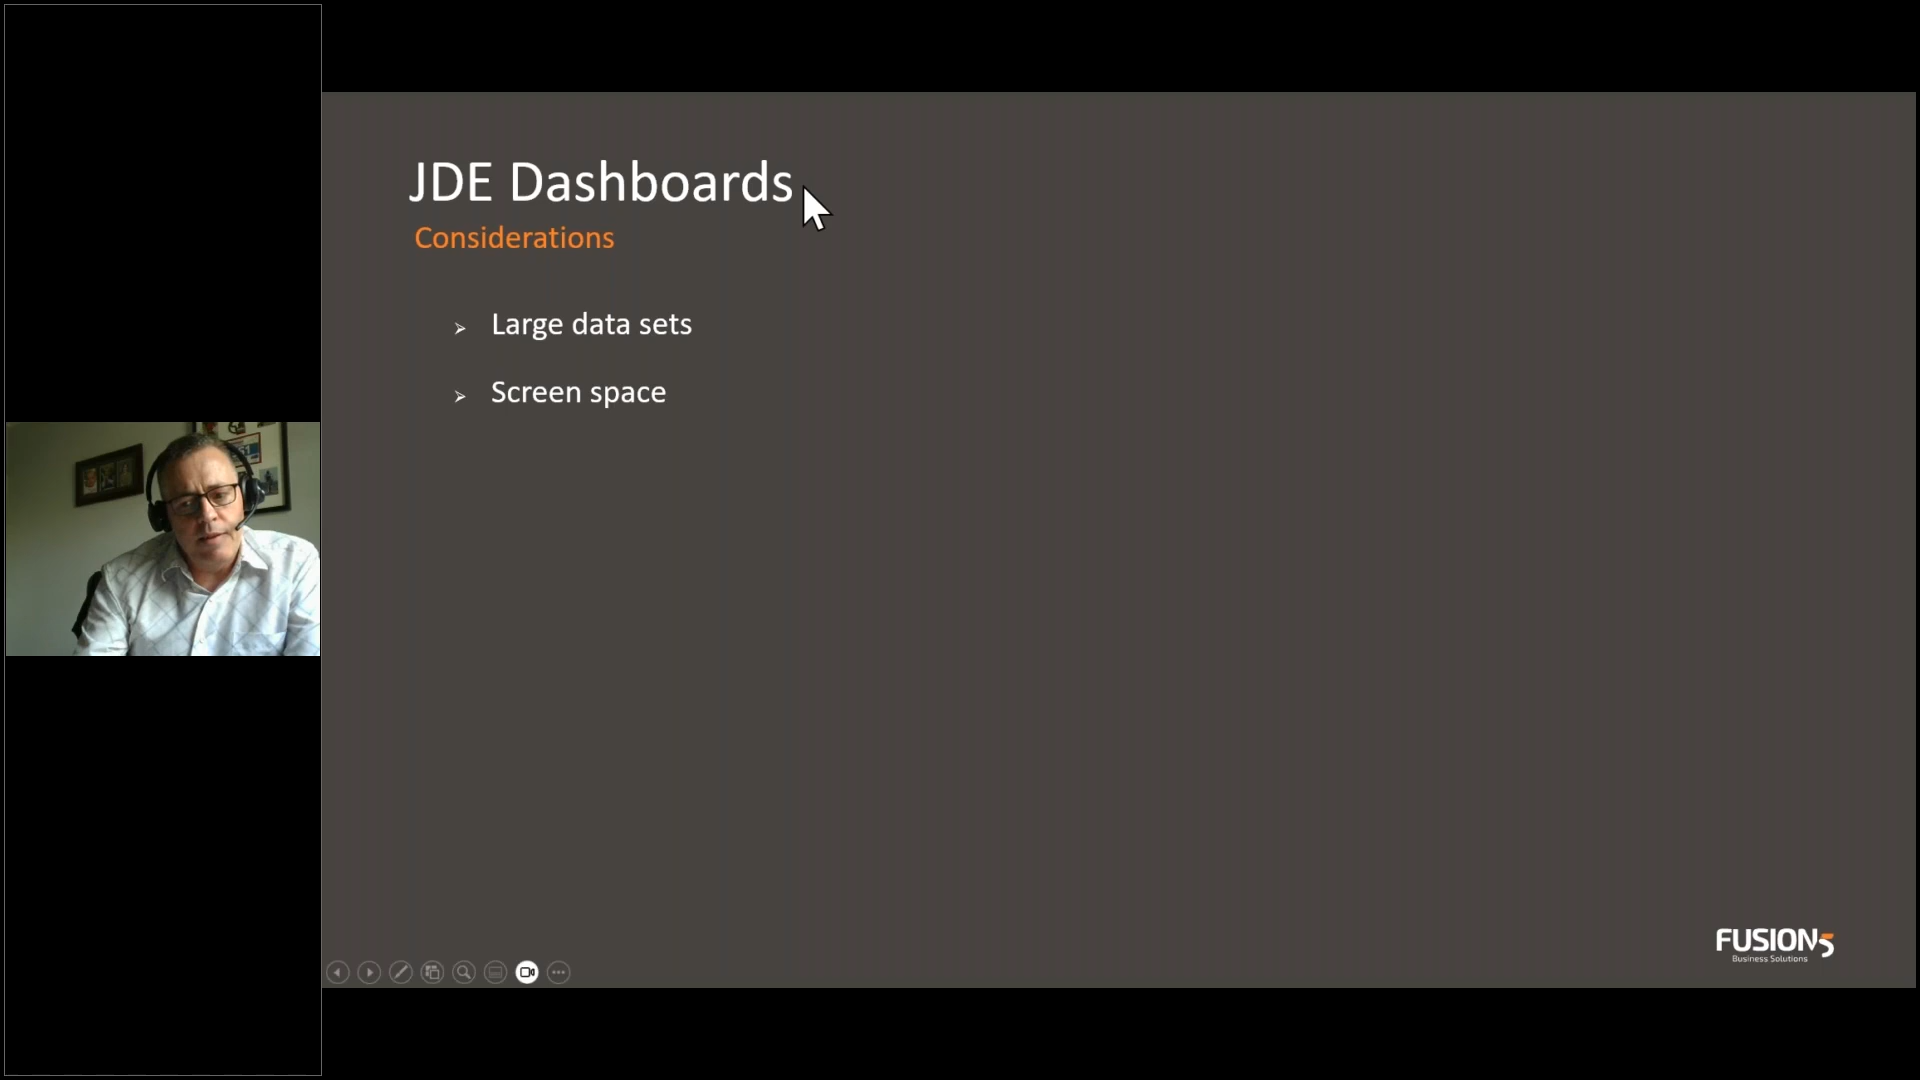 JDE Dashboards
Considerations
Large data sets
Screen space
FUSION5
Business Solutions